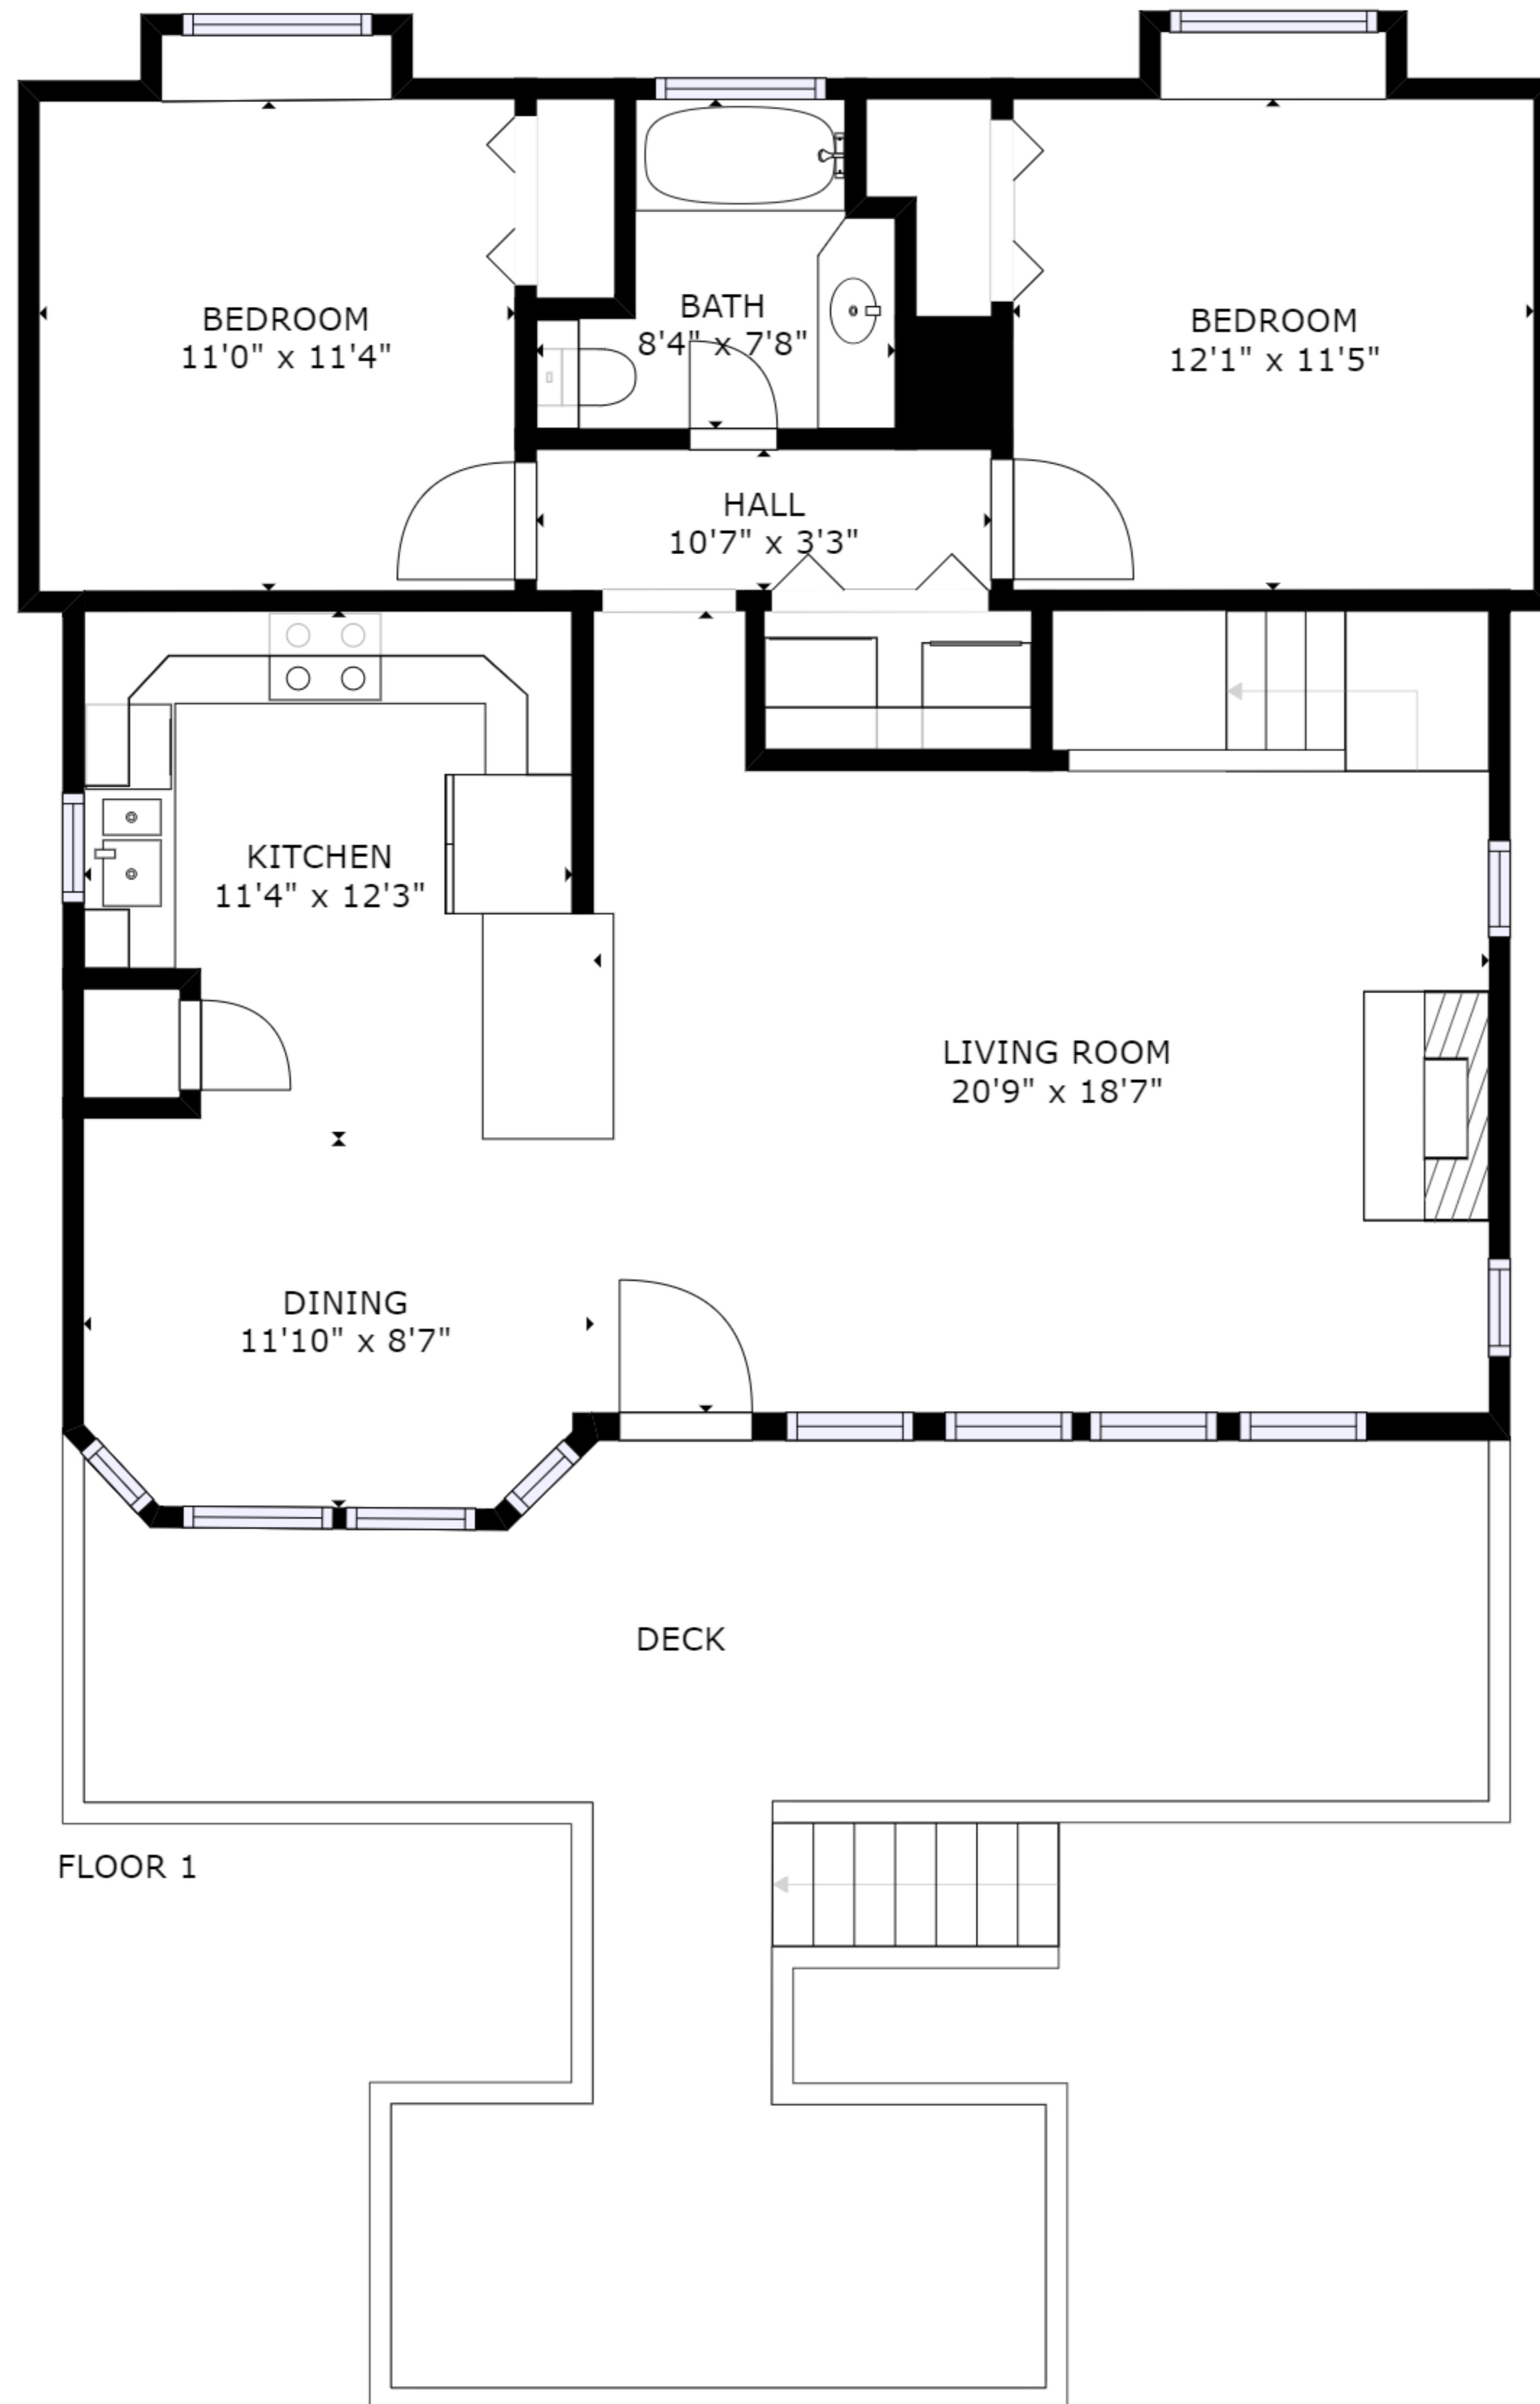 BEDROOM
11'0" x 11'4"
BATH
8'4" x 7'8"
BEDROOM
12'1" x 11'5"
HALL
10'7" x 3'3"
KITCHEN
11'4" x 12'3"
LIVING ROOM
20'9" x 18'7"
DINING
11'10" x 8'7"
DECK
FLOOR 1